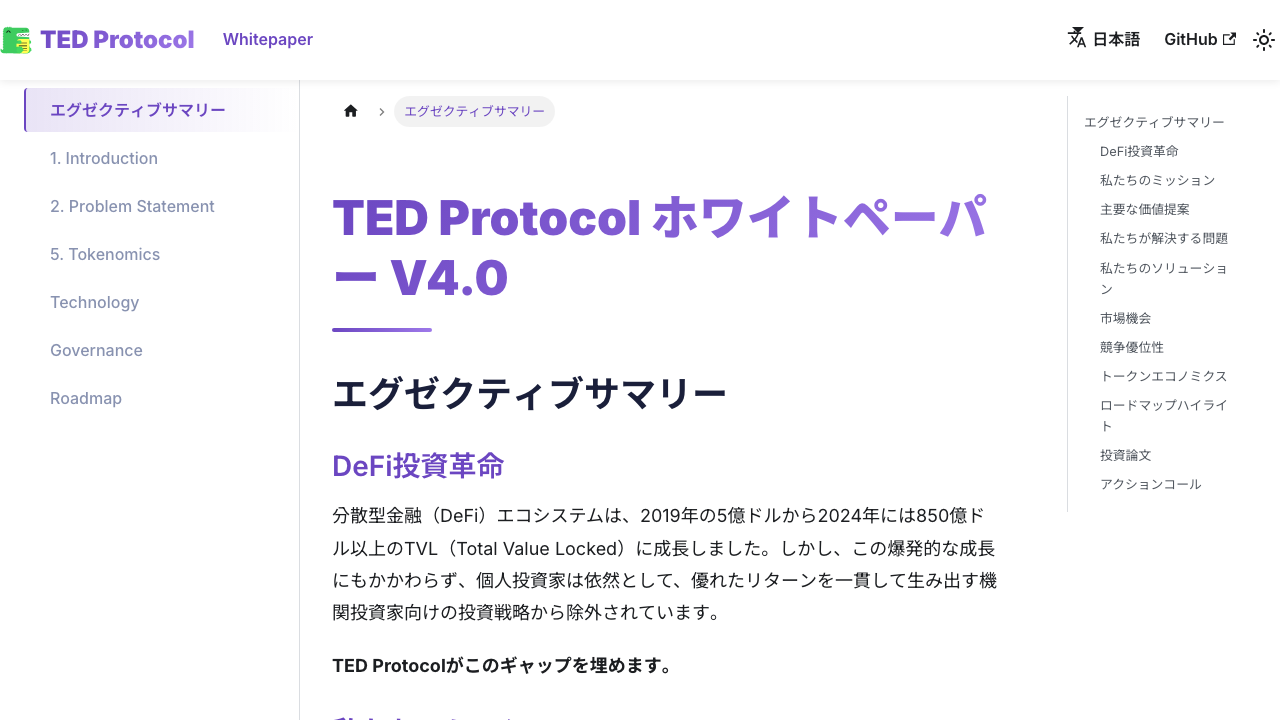 TED Protocol
Whitepaper
日本語
GitHub
エグゼクティブサマリー
1. Introduction
2. Problem Statement
5. Tokenomics
Technology
Governance
Roadmap
エグゼクティブサマリー
TED Protocol ホワイトペーパ
ー V4.0
エグゼクティブサマリー
DeFi投資革命
分散型金融（DeFi）エコシステムは、2019年の5億ドルから2024年には850億ド
ル以上のTVL（Total Value Locked）に成長しました。しかし、この爆発的な成長
にもかかわらず、個人投資家は依然として、優れたリターンを一貫して生み出す機
関投資家向けの投資戦略から除外されています。
TED Protocolがこのギャップを埋めます。
エグゼクティブサマリー
DeFi投資革命
私たちのミッション
主要な価値提案
私たちが解決する問題
私たちのソリューショ
ン
市場機会
競争優位性
トークンエコノミクス
ロードマップハイライ
ト
投資論文
アクションコール